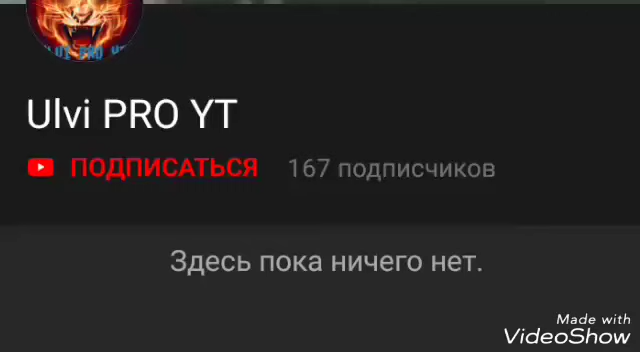 Ulvi PRO YT
ПОДПИСАТЬСЯ 167 подписчиков
Здесь пока ничего нет.
Made with
VideoShow